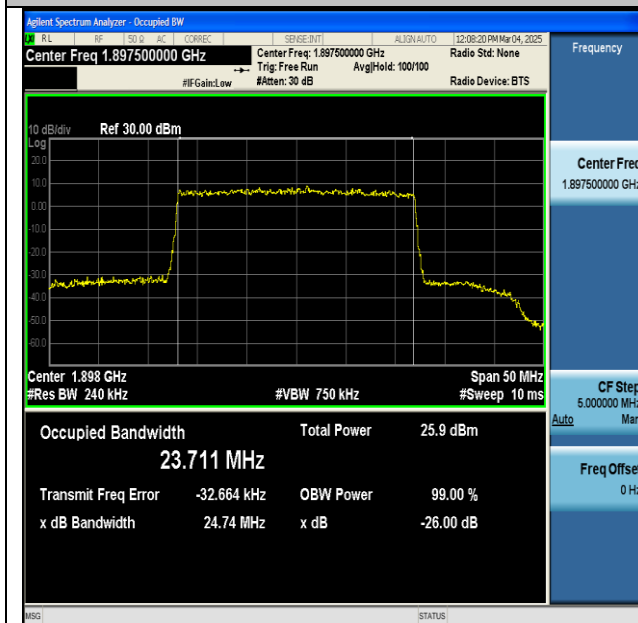 Agilent Spectrum Analyzer - Occupied BW
RL RF 50 Ω AC CORREC SENSE:INT ALIGN AUTO 12:08:20 PM Mar 04, 2025
Center Freq 1.897500000 GHz
Center Freq: 1.897500000 GHz
Radio Std: None
Trig: Free Run Avg|Hold: 100/100
#IFGain:Low #Atten: 30 dB Radio Device: BTS
10 dB/div Ref 30.00 dBm
Log
20.0
10.0
0.00
-10.0
-20.0
-30.0
-40.0
-50.0
-60.0
Center 1.898 GHz Span 50 MHz
#Res BW 240 kHz #VBW 750 kHz #Sweep 10 ms
Occupied Bandwidth Total Power 25.9 dBm
23.711 MHz
Transmit Freq Error -32.664 kHz OBW Power 99.00 %
x dB Bandwidth 24.74 MHz x dB -26.00 dB
MSG STATUS
Frequency
Center Freq
1.897500000 GHz
CF Step
5.000000 MHz
Auto Man
Freq Offset
0 Hz